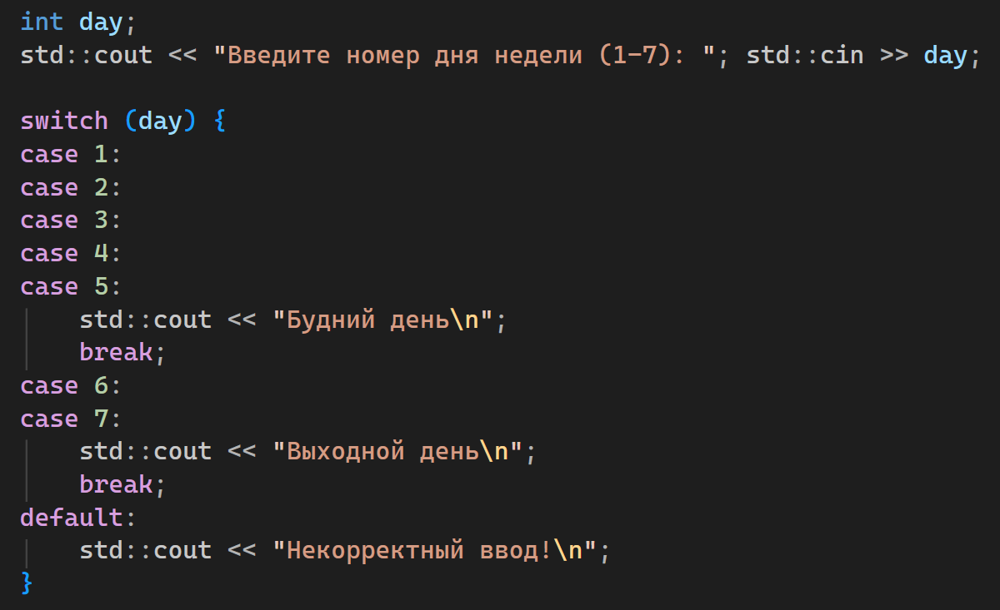 int day;
std::cout << "Введите номер дня недели (1-7): "; std::cin >> day;
switch (day) {
case 1:
case 2:
case 3:
case 4:
case 5:
    std::cout << "Будний день\n";
    break;
case 6:
case 7:
    std::cout << "Выходной день\n";
    break;
default:
    std::cout << "Некорректный ввод!\n";
}